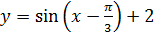 y = sin (x − π/3) + 2